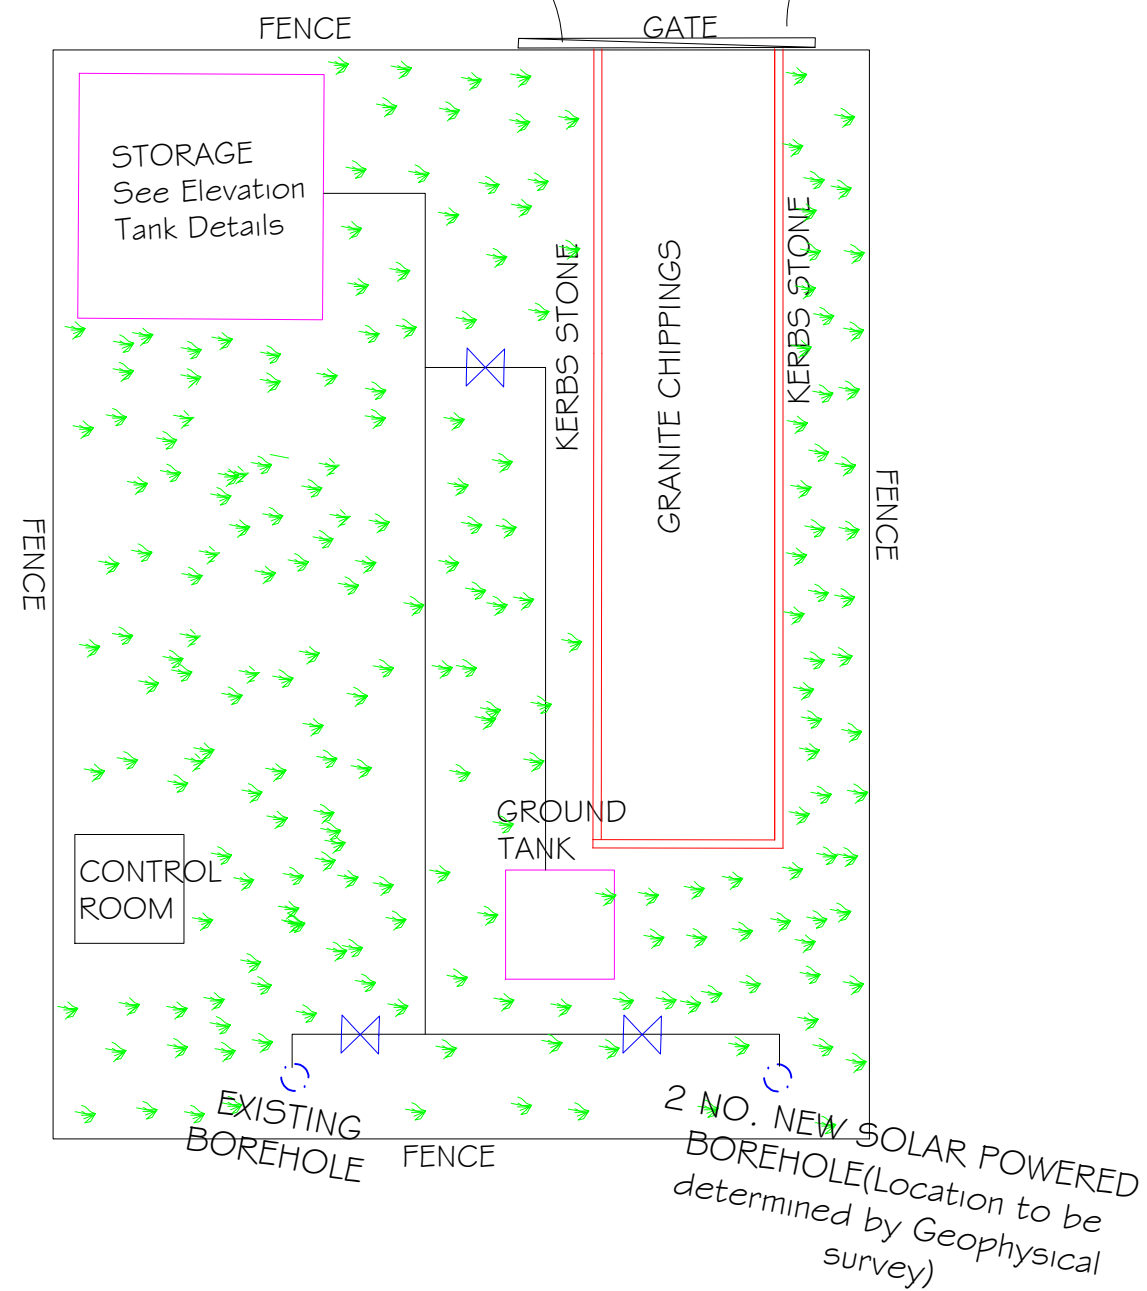 FENCE
GATE
STORAGE
See Elevation
Tank Details
KERBS STONE
GRANITE CHIPPINGS
KERBS STONE
FENCE
FENCE
GROUND
TANK
CONTROL
ROOM
EXISTING
BOREHOLE
FENCE
2 NO. NEW SOLAR POWERED
BOREHOLE(Location to be
determined by Geophysical
survey)